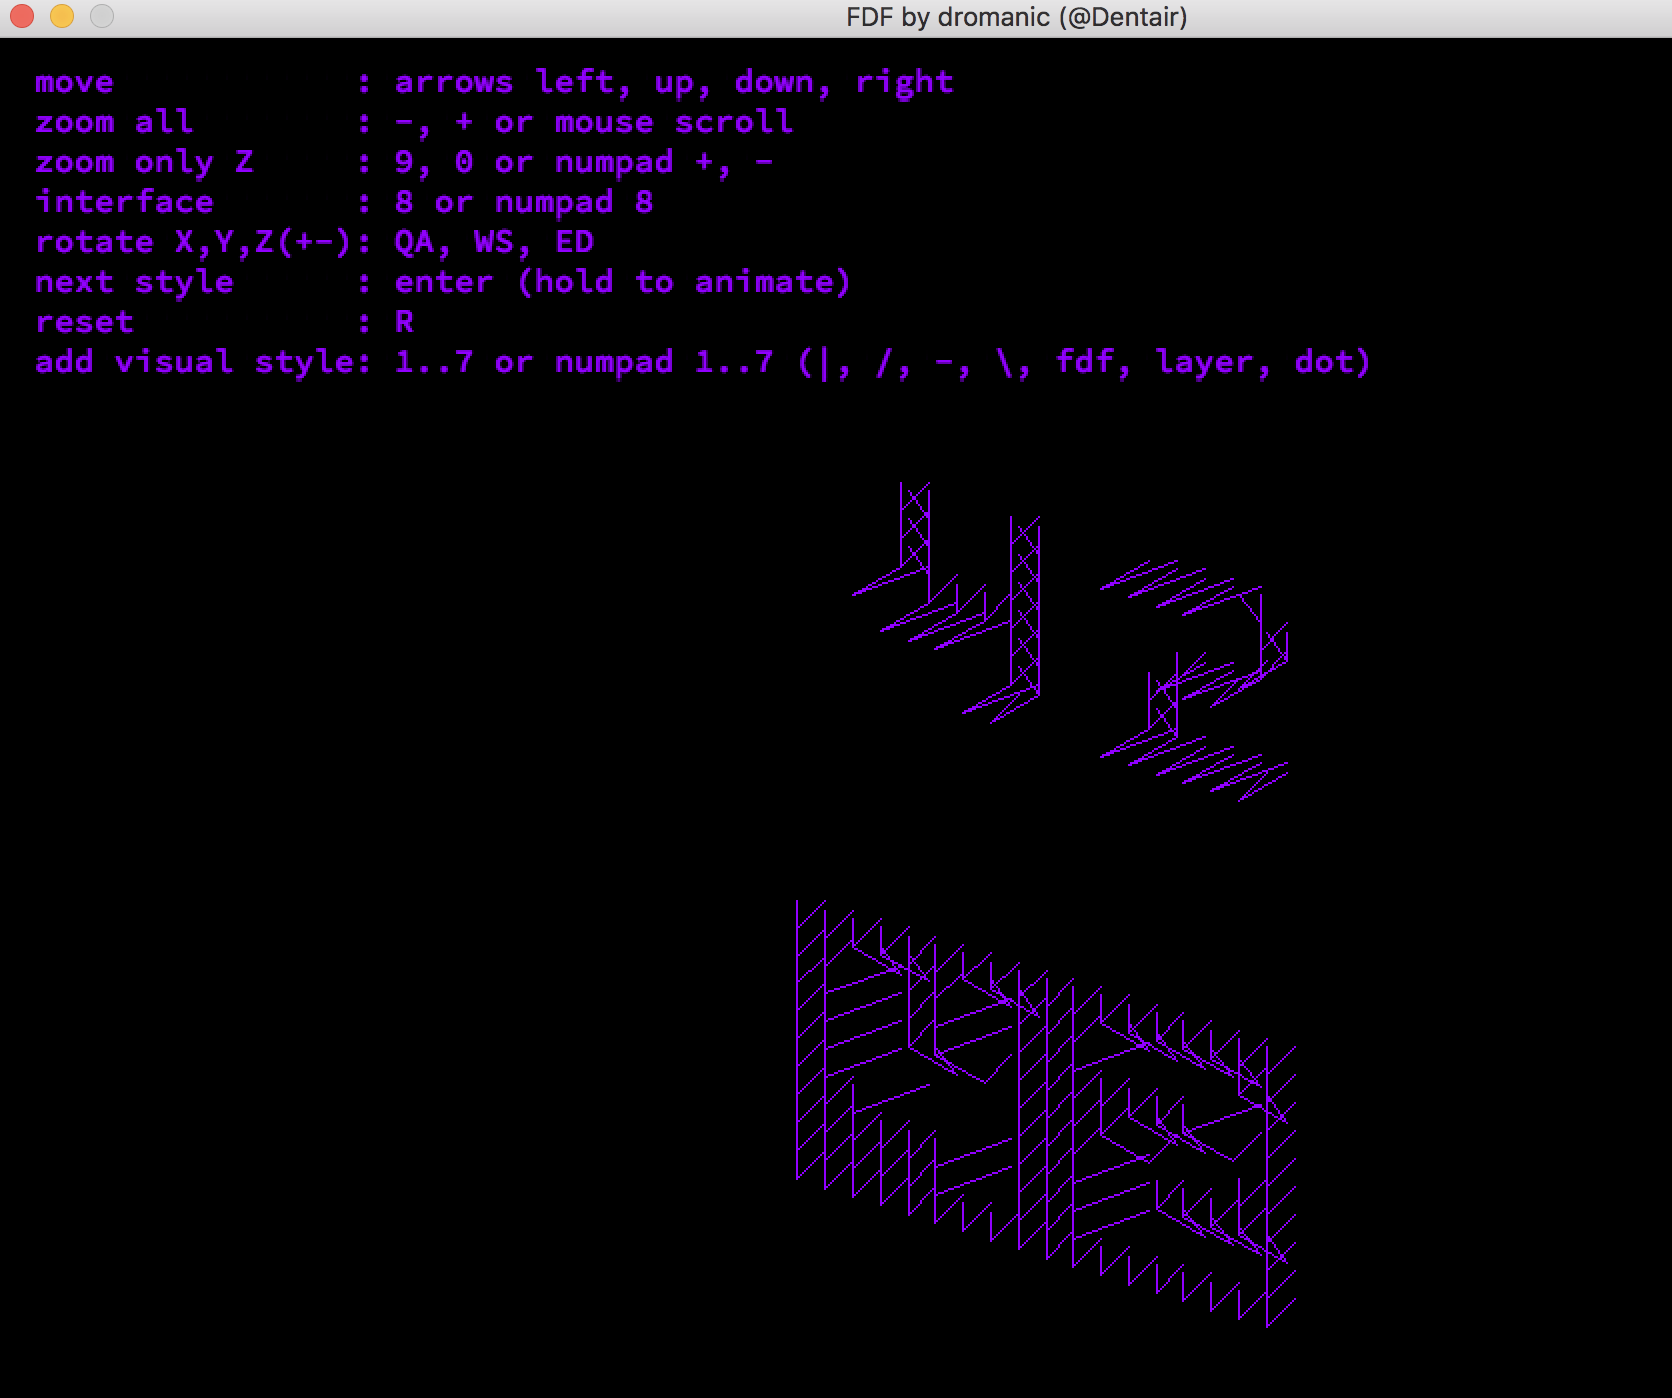 FDF by dromanic (@Dentair)
move            : arrows left, up, down, right
zoom all        : -, + or mouse scroll
zoom only Z     : 9, 0 or numpad +, -
interface       : 8 or numpad 8
rotate X,Y,Z(+-): QA, WS, ED
next style      : enter (hold to animate)
reset           : R
add visual style: 1..7 or numpad 1..7 (|, /, -, \, fdf, layer, dot)
42